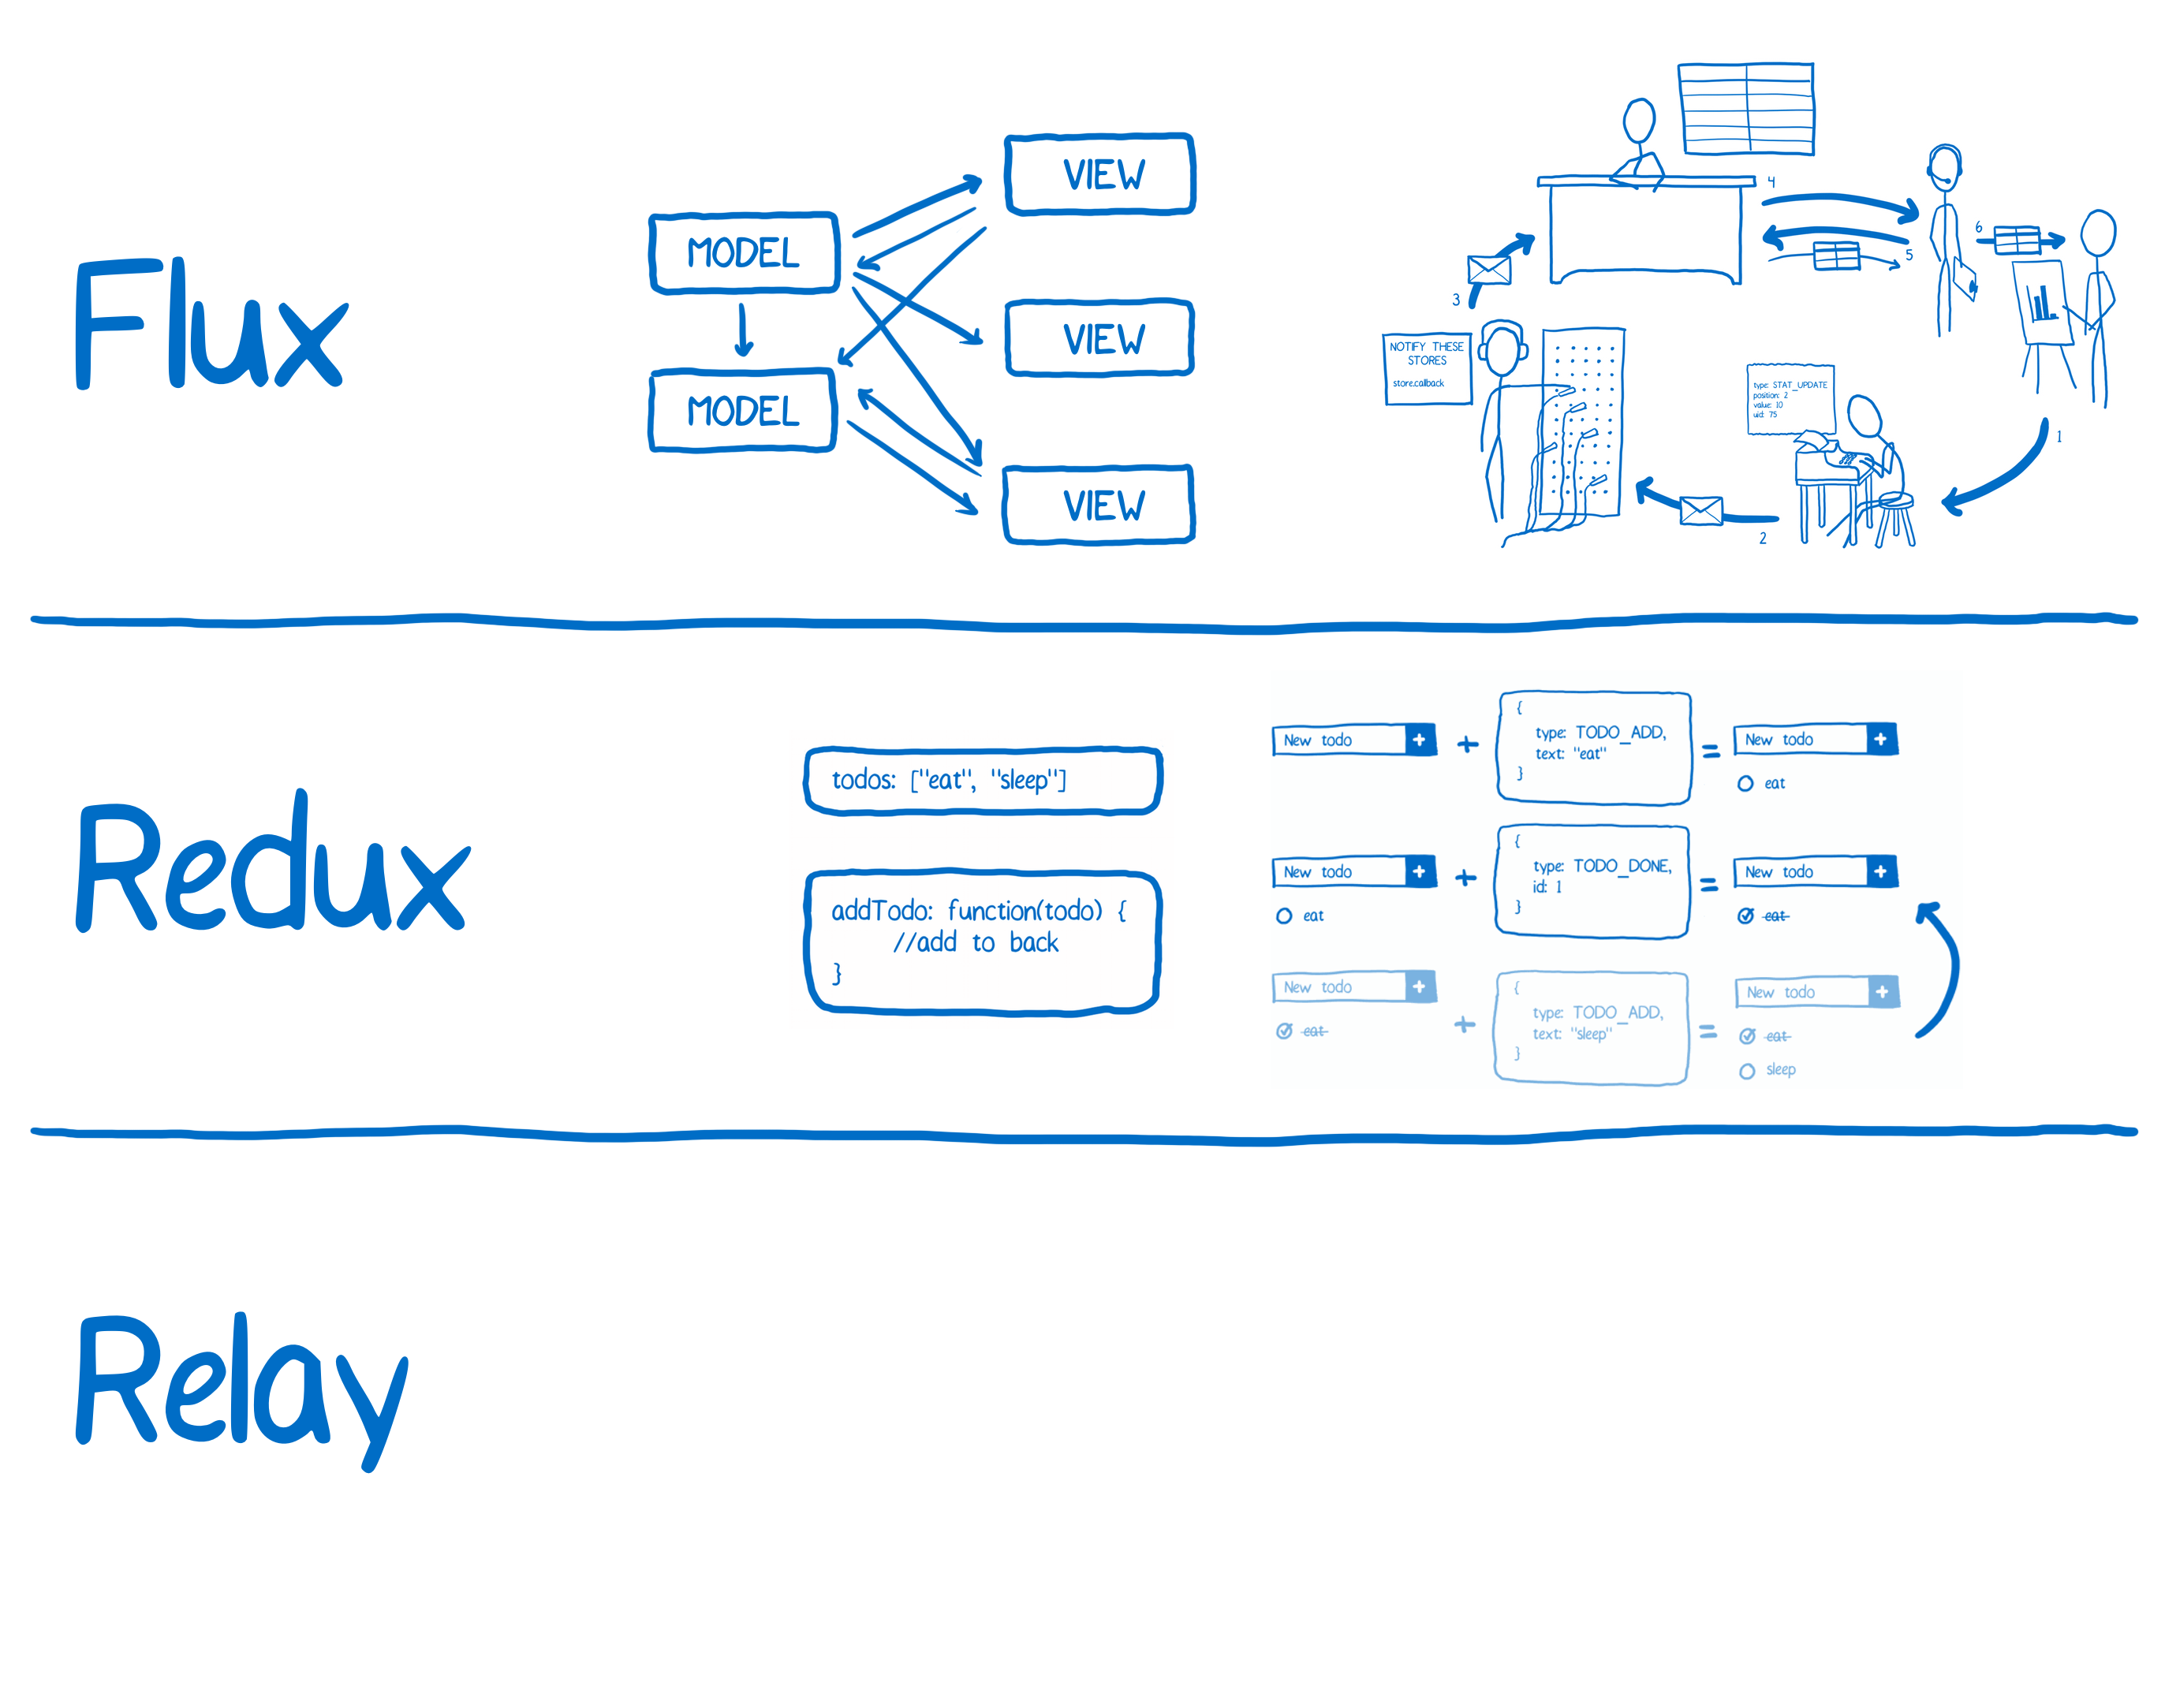 Flux
MODEL
MODEL
VIEW
VIEW
VIEW
4
5
6
3
NOTIFY THESE
STORES
store.callback
type: STAT_UPDATE
position: 2
value: 10
uid: 75
1
2
Redux
todos: ["eat", "sleep"]
addTodo: function(todo) {
//add to back
}
New todo +
+
{
type: TODO_ADD,
text: "eat"
}
=
New todo +
eat
New todo +
eat
+
{
type: TODO_DONE,
id: 1
}
=
New todo +
eat
New todo +
eat
+
{
type: TODO_ADD,
text: "sleep"
}
=
New todo +
eat
sleep
Relay